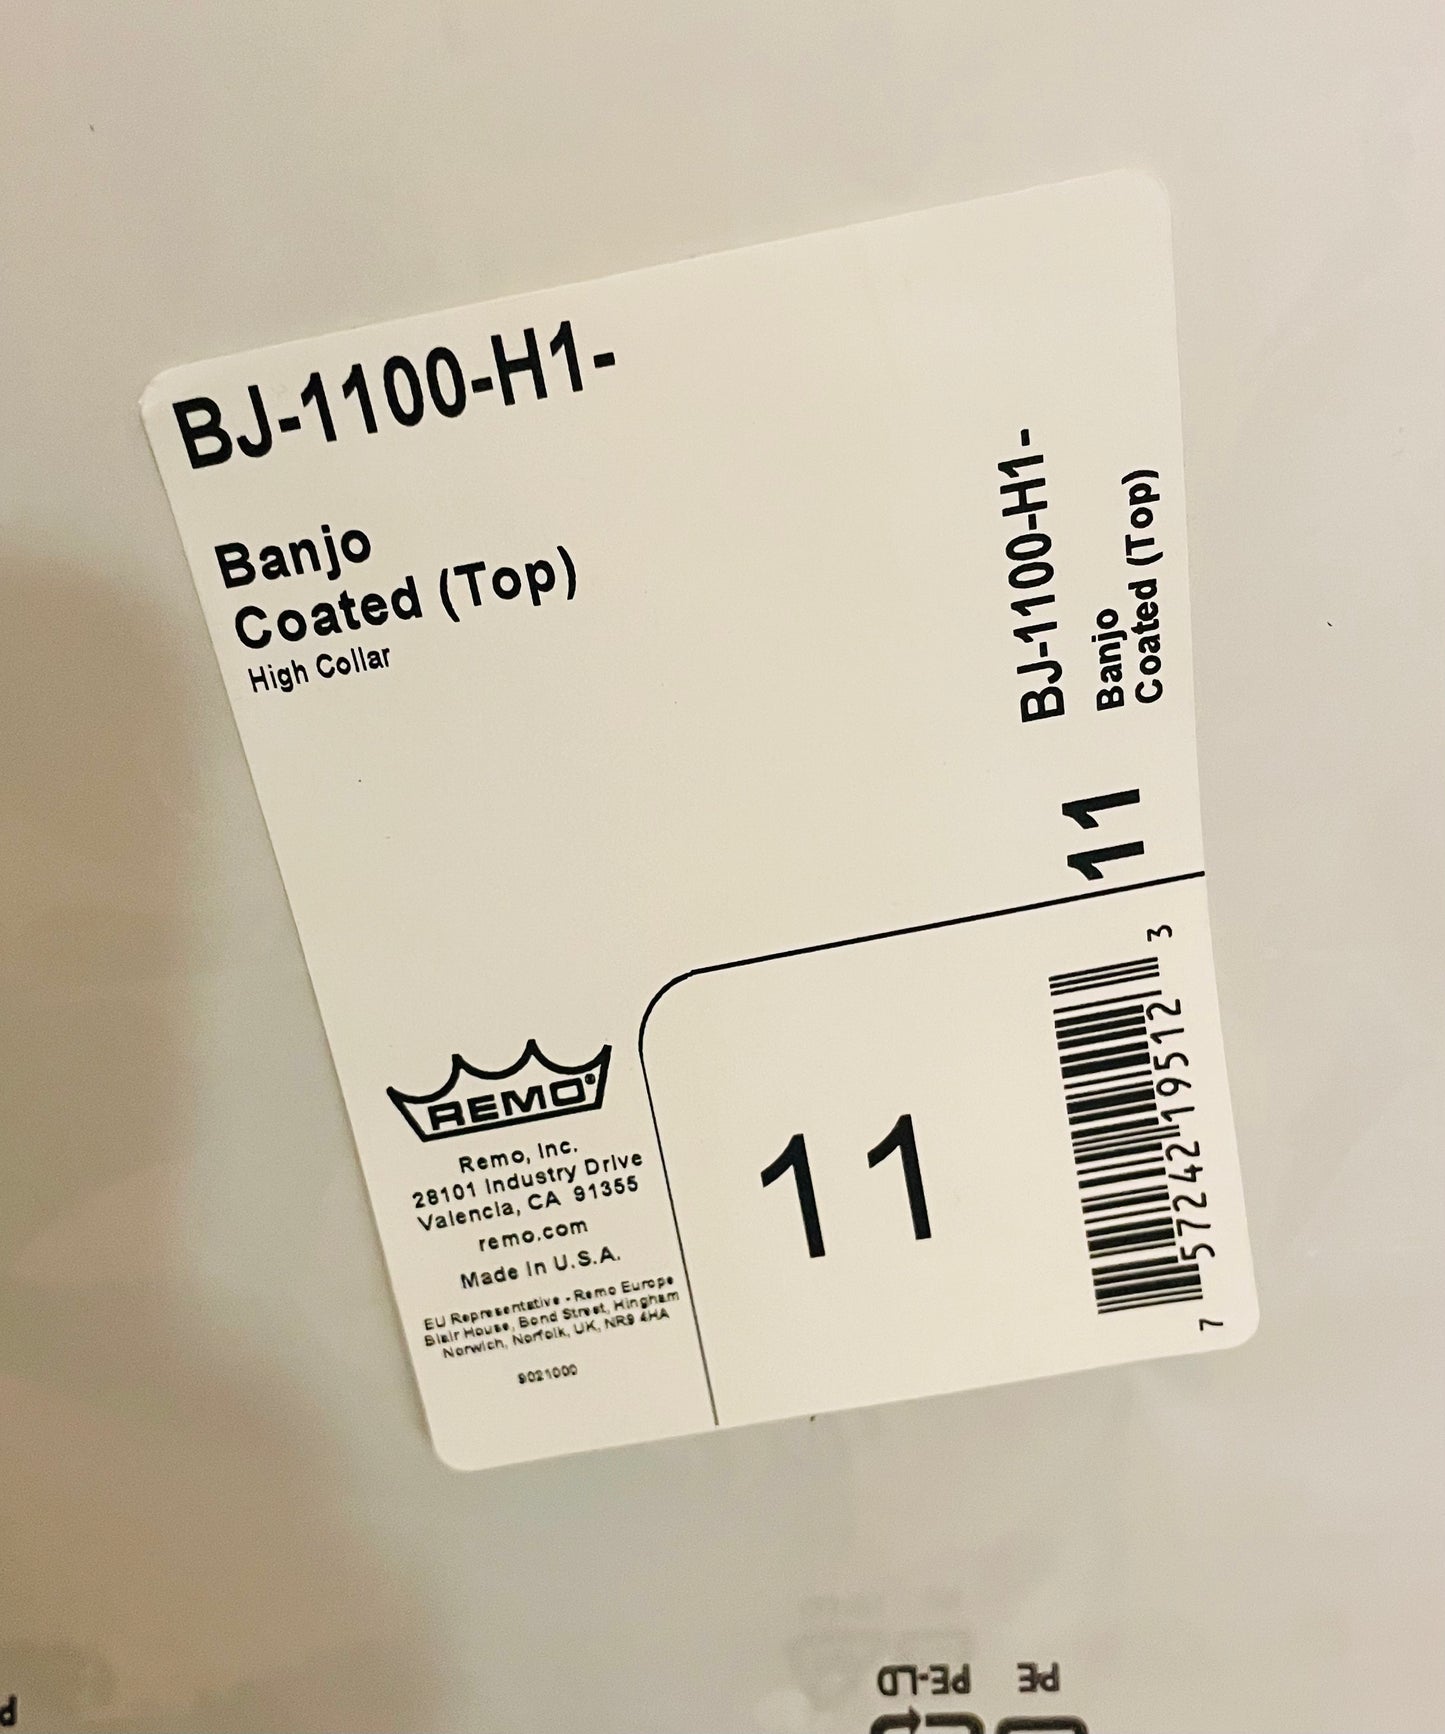 BJ-1100-H1-
Banjo
Coated (Top)
High Collar
BJ-1100-H1-
Banjo
Coated (Top)
11
REMO®
Remo, Inc.
28101 Industry Drive
Valencia, CA 91355
remo.com
Made in U.S.A.
EU Representative - Remo Europe
Blair House, Bond Street, Hingham
Norwich, Norfolk, UK, NR9 4HA
9021000
11
7 57242 19512 3
PE-LD
PE